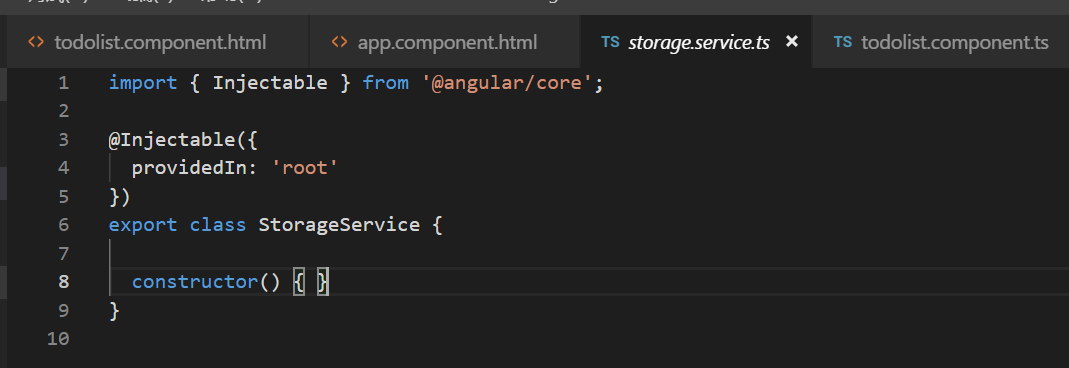 todolist.component.html app.component.html TS storage.service.ts × TS todolist.component.ts
1 import { Injectable } from '@angular/core';
2
3 @Injectable({
4   providedIn: 'root'
5 })
6 export class StorageService {
7
8   constructor() { }
9 }
10